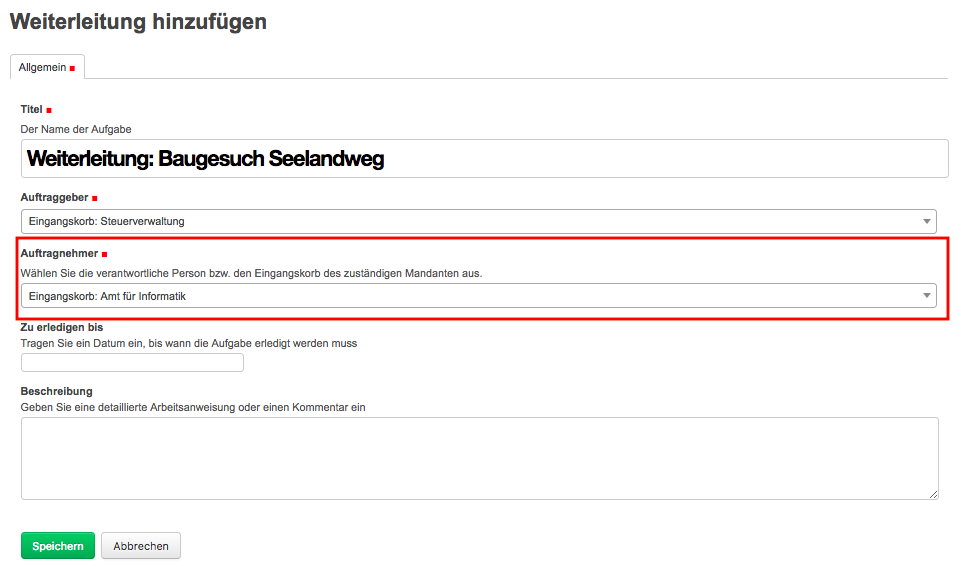 Weiterleitung hinzufügen
Allgemein
Titel
Der Name der Aufgabe
Weiterleitung: Baugesuch Seelandweg
Auftraggeber
Eingangskorb: Steuerverwaltung
Auftragnehmer
Wählen Sie die verantwortliche Person bzw. den Eingangskorb des zuständigen Mandanten aus.
Eingangskorb: Amt für Informatik
Zu erledigen bis
Tragen Sie ein Datum ein, bis wann die Aufgabe erledigt werden muss
Beschreibung
Geben Sie eine detaillierte Arbeitsanweisung oder einen Kommentar ein
Speichern Abbrechen